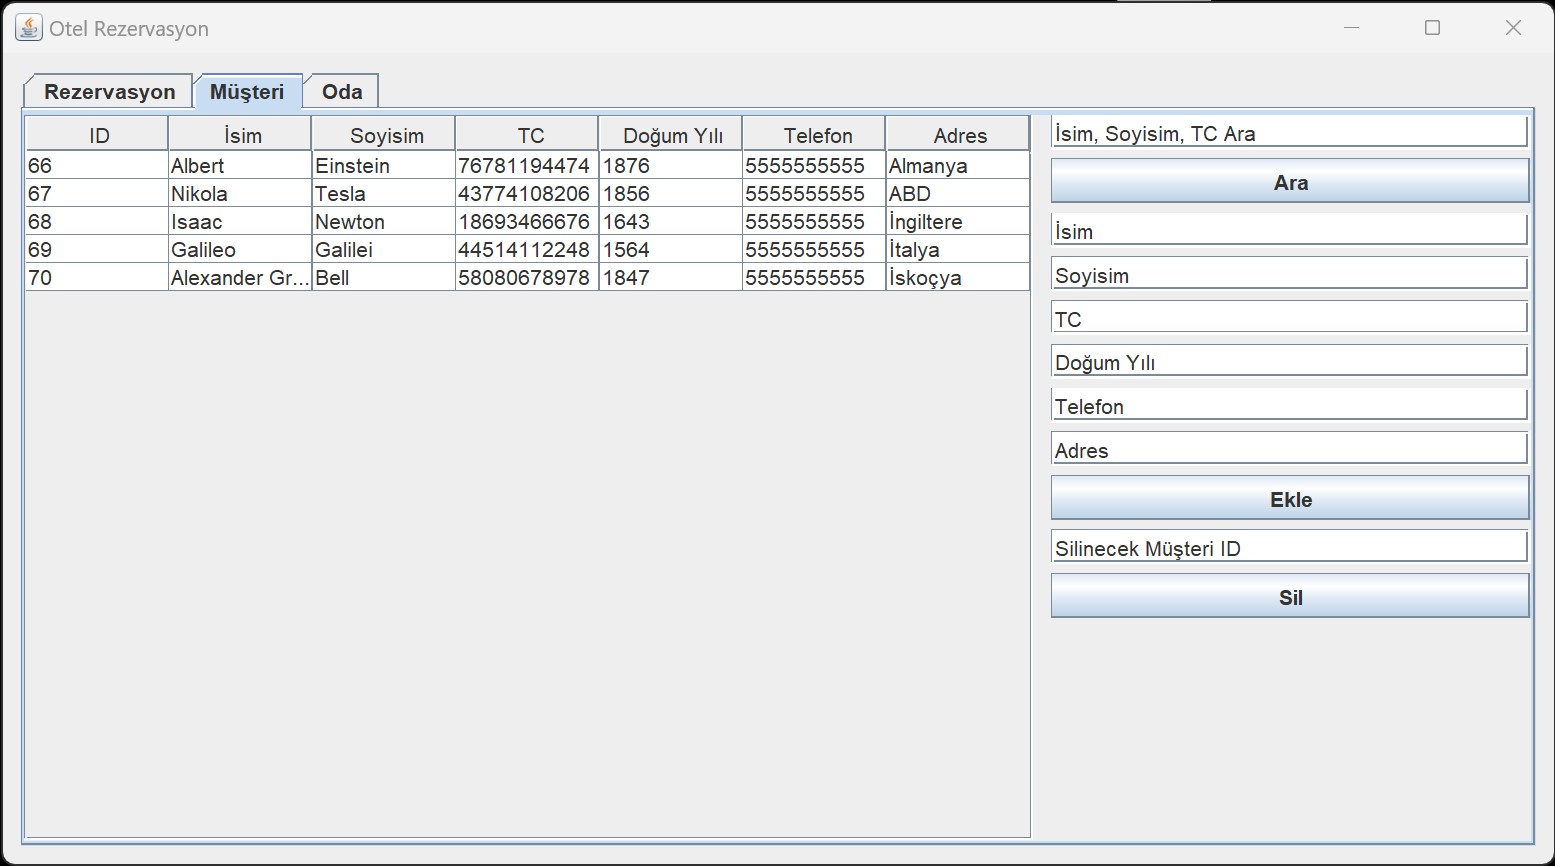 Otel Rezervasyon
Rezervasyon Müşteri Oda
ID İsim Soyisim TC Doğum Yılı Telefon Adres
66 Albert Einstein 76781194474 1876 5555555555 Almanya
67 Nikola Tesla 43774108206 1856 5555555555 ABD
68 Isaac Newton 18693466676 1643 5555555555 İngiltere
69 Galileo Galilei 44514112248 1564 5555555555 İtalya
70 Alexander Gr... Bell 58080678978 1847 5555555555 İskoçya
İsim, Soyisim, TC Ara
Ara
İsim
Soyisim
TC
Doğum Yılı
Telefon
Adres
Ekle
Silinecek Müşteri ID
Sil